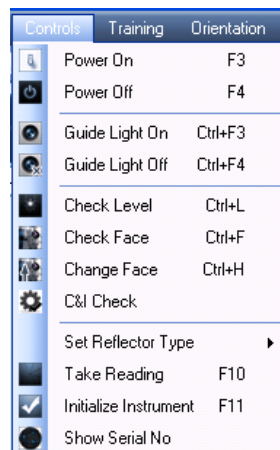 Controls Training Orientation
Power On F3
Power Off F4
Guide Light On Ctrl+F3
Guide Light Off Ctrl+F4
Check Level Ctrl+L
Check Face Ctrl+F
Change Face Ctrl+H
C&I Check
Set Reflector Type
Take Reading F10
Initialize Instrument F11
Show Serial No